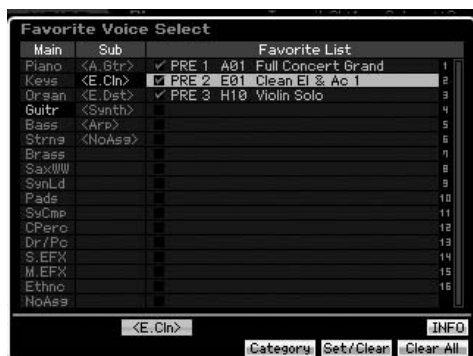 Favorite Voice Select
Main Sub Favorite List
Piano <A.Gtr> PRE 1 A01 Full Concert Grand 1
Keys <E.Cln> PRE 2 E01 Clean El & Ac 1 2
Organ <E.Dst> PRE 3 H10 Violin Solo 3
Guitr <Synth> 4
Bass <Arp> 5
Strng <NoAsg> 6
Brass 7
SaxWW 8
SynLd 9
Pads 10
SyCmp 11
CPerc 12
Dr/Pc 13
S.EFX 14
M.EFX 15
Ethnc 16
NoAsg
<E.Cln> INFO
Category Set/Clear Clear All